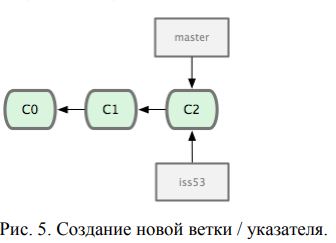 master
C0 C1 C2
iss53
Рис. 5. Создание новой ветки / указателя.